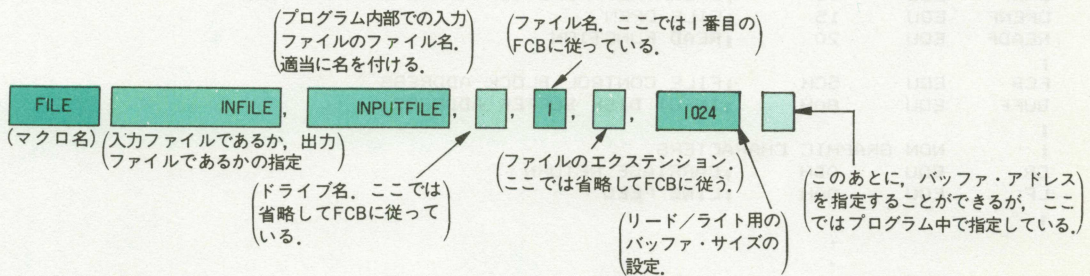 (プログラム内部での入力
ファイルのファイル名.
適当に名を付ける.)
(ファイル名. ここでは1番目の
FCBに従っている.)
FILE INFILE, INPUTFILE, , 1, , 1024
(マクロ名)
(入力ファイルであるか, 出力
ファイルであるかの指定)
(ドライブ名. ここでは
省略してFCBに従って
いる.)
(ファイルのエクステンション.
ここでは省略してFCBに従う.)
(リード/ライト用の
バッファ・サイズの
設定.)
(このあとに, バッファ・アドレス
を指定することができるが, ここ
ではプログラム中で指定している.)